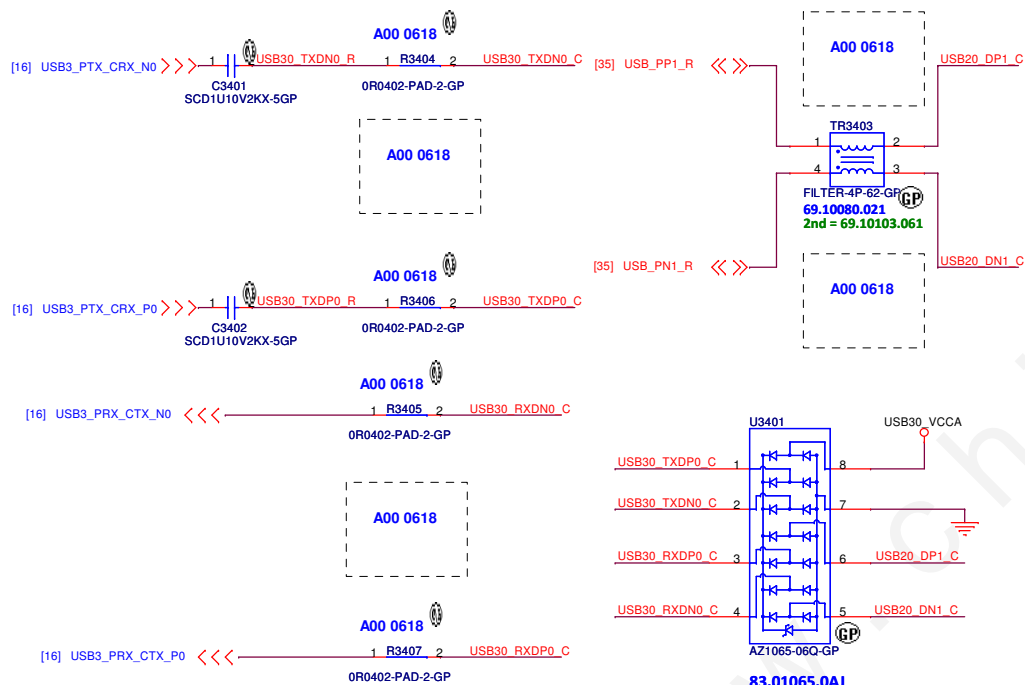 A00 0618
[16] USB3_PTX_CRX_N0 1 USB30_TXDN0_R 1 R3404 2 USB30_TXDN0_C
C3401
SCD1U10V2KX-5GP
0R0402-PAD-2-GP
A00 0618
A00 0618
[16] USB3_PTX_CRX_P0 1 USB30_TXDP0_R 1 R3406 2 USB30_TXDP0_C
C3402
SCD1U10V2KX-5GP
0R0402-PAD-2-GP
A00 0618
[16] USB3_PRX_CTX_N0 1 R3405 2 USB30_RXDN0_C
0R0402-PAD-2-GP
A00 0618
A00 0618
[16] USB3_PRX_CTX_P0 1 R3407 2 USB30_RXDP0_C
0R0402-PAD-2-GP
A00 0618
[35] USB_PP1_R USB20_DP1_C
TR3403
1 2
4 3
FILTER-4P-62-GP
GP
69.10080.021
2nd = 69.10103.061
[35] USB_PN1_R USB20_DN1_C
A00 0618
U3401 USB30_VCCA
USB30_TXDP0_C 1 8
USB30_TXDN0_C 2 7
USB30_RXDP0_C 3 6 USB20_DP1_C
USB30_RXDN0_C 4 5 USB20_DN1_C
GP
AZ1065-06Q-GP